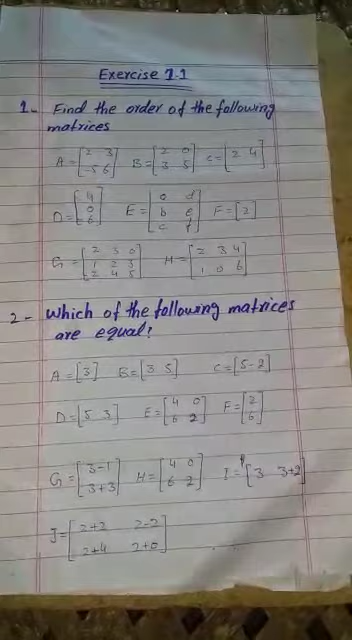 Exercise 1.1
1- Find the order of the following
matrices
A = [2 3; -5 6] B = [2 0; 3 5] C = [2 4]
D = [4; 0; 6] E = [a d; b e; c f] F = [2]
G = [2 3 0; 1 2 3; 2 4 5] H = [2 3 4; 1 0 6]
2- Which of the following matrices
are equal?
A = [3] B = [3 5] C = [5-2]
D = [5 3] E = [4 0; 6 2] F = [2; 6]
G = [3-1; 3+3] H = [4 0; 6 2] I = [3 3+2]
J = [2+2 2-2; 2+4 2+0]